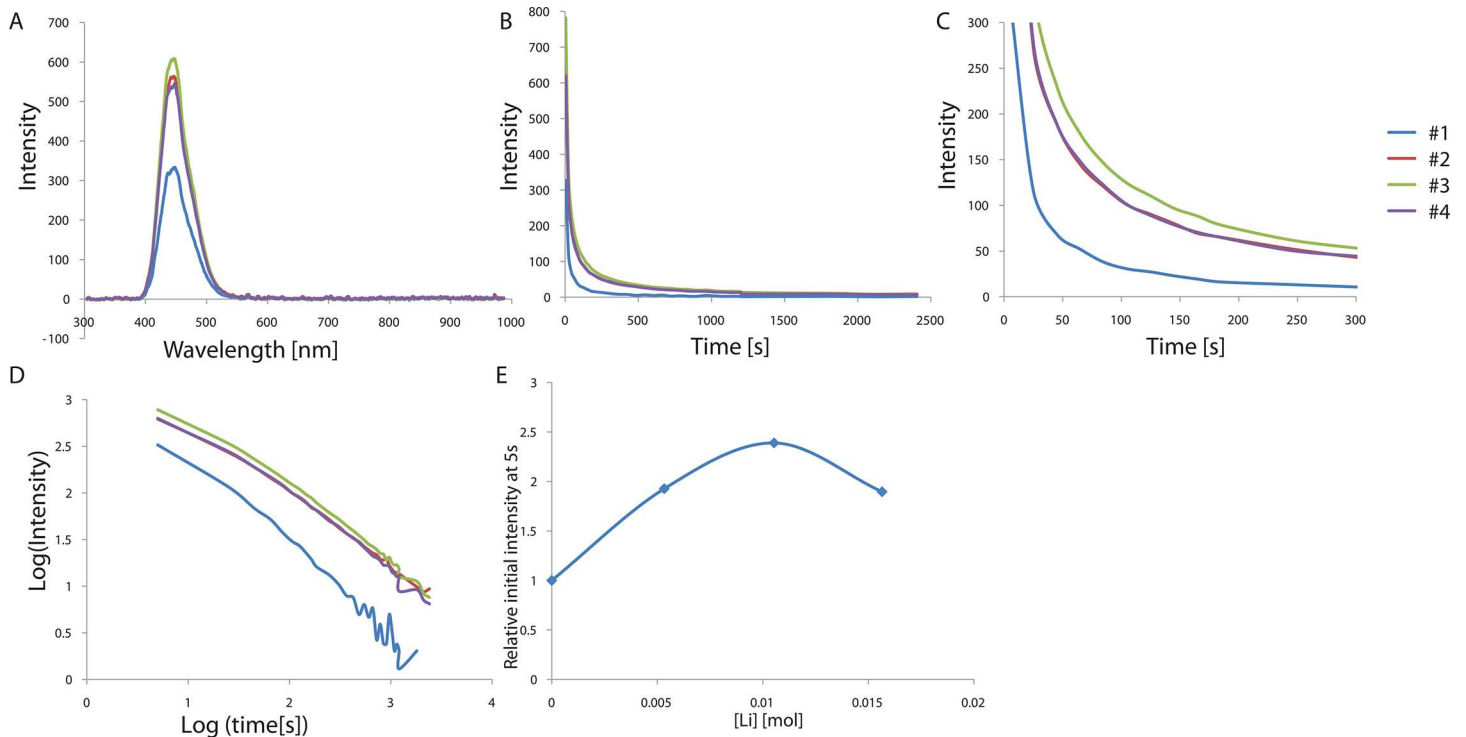 A
700
600
500
400
300
200
100
0
-100
Intensity
300 400 500 600 700 800 900 1000
Wavelength [nm]
B
800
700
600
500
400
300
200
100
0
Intensity
0 500 1000 1500 2000 2500
Time [s]
C
300
250
200
150
100
50
0
Intensity
0 50 100 150 200 250 300
Time [s]
#1
#2
#3
#4
D
3
2.5
2
1.5
1
0.5
0
Log(Intensity)
0 1 2 3 4
Log (time[s])
E
3
2.5
2
1.5
1
0.5
0
Relative initial intensity at 5s
0 0.005 0.01 0.015 0.02
[Li] [mol]